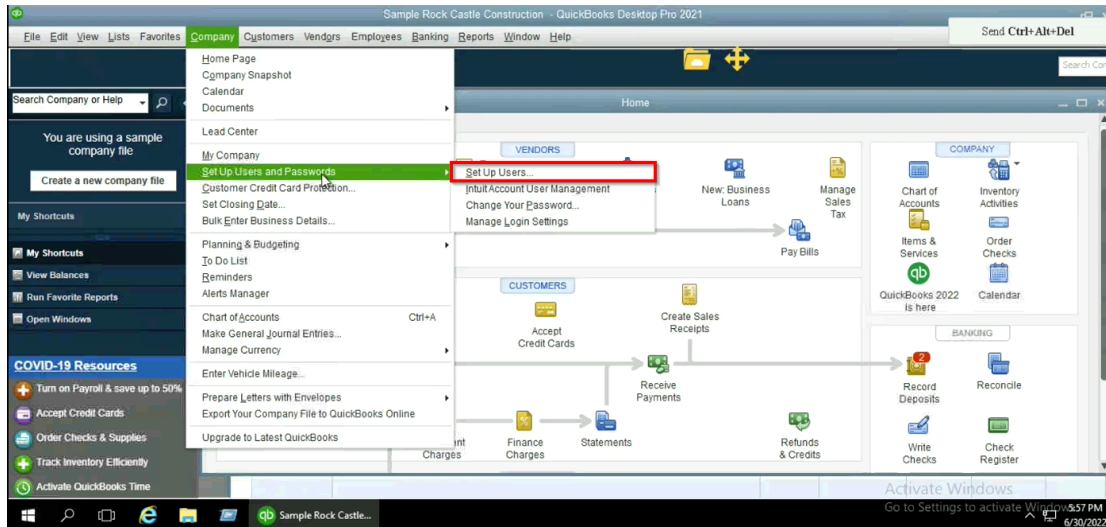 Sample Rock Castle Construction - QuickBooks Desktop Pro 2021
Send Ctrl+Alt+Del
File Edit View Lists Favorites Company Customers Vendors Employees Banking Reports Window Help
Search Com
Search Company or Help
Home
You are using a sample
company file
Create a new company file
My Shortcuts
My Shortcuts
View Balances
Run Favorite Reports
Open Windows
COVID-19 Resources
Turn on Payroll & save up to 50%
Accept Credit Cards
Order Checks & Supplies
Track Inventory Efficiently
Activate QuickBooks Time
Home Page
Company Snapshot
Calendar
Documents
Lead Center
My Company
Set Up Users and Passwords
Customer Credit Card Protection...
Set Closing Date...
Bulk Enter Business Details...
Planning & Budgeting
To Do List
Reminders
Alerts Manager
Chart of Accounts Ctrl+A
Make General Journal Entries...
Manage Currency
Enter Vehicle Mileage...
Prepare Letters with Envelopes
Export Your Company File to QuickBooks Online
Upgrade to Latest QuickBooks
Set Up Users...
Intuit Account User Management
Change Your Password...
Manage Login Settings
VENDORS
New: Business
Loans
Manage
Sales
Tax
Pay Bills
CUSTOMERS
Accept
Credit Cards
Create Sales
Receipts
Receive
Payments
Charges
Finance
Charges
Statements
Refunds
& Credits
COMPANY
Chart of
Accounts
Inventory
Activities
Items &
Services
Order
Checks
QuickBooks 2022
is here
Calendar
BANKING
2
Record
Deposits
Reconcile
Write
Checks
Check
Register
Activate Windows
Go to Settings to activate Windows.
Sample Rock Castle...
5:57 PM
6/30/2022